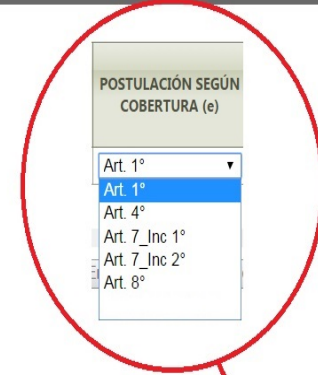 POSTULACIÓN SEGÚN
COBERTURA (e)
Art. 1°
Art. 1°
Art. 4°
Art. 7_Inc 1°
Art. 7_Inc 2°
Art. 8°